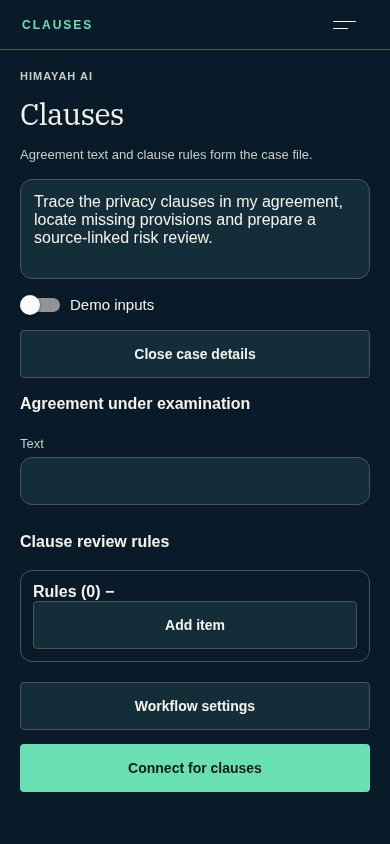 CLAUSES
HIMAYAH AI
Clauses
Agreement text and clause rules form the case file.
Trace the privacy clauses in my agreement,
locate missing provisions and prepare a
source-linked risk review.
Demo inputs
Close case details
Agreement under examination
Text
Clause review rules
Rules (0) −
Add item
Workflow settings
Connect for clauses